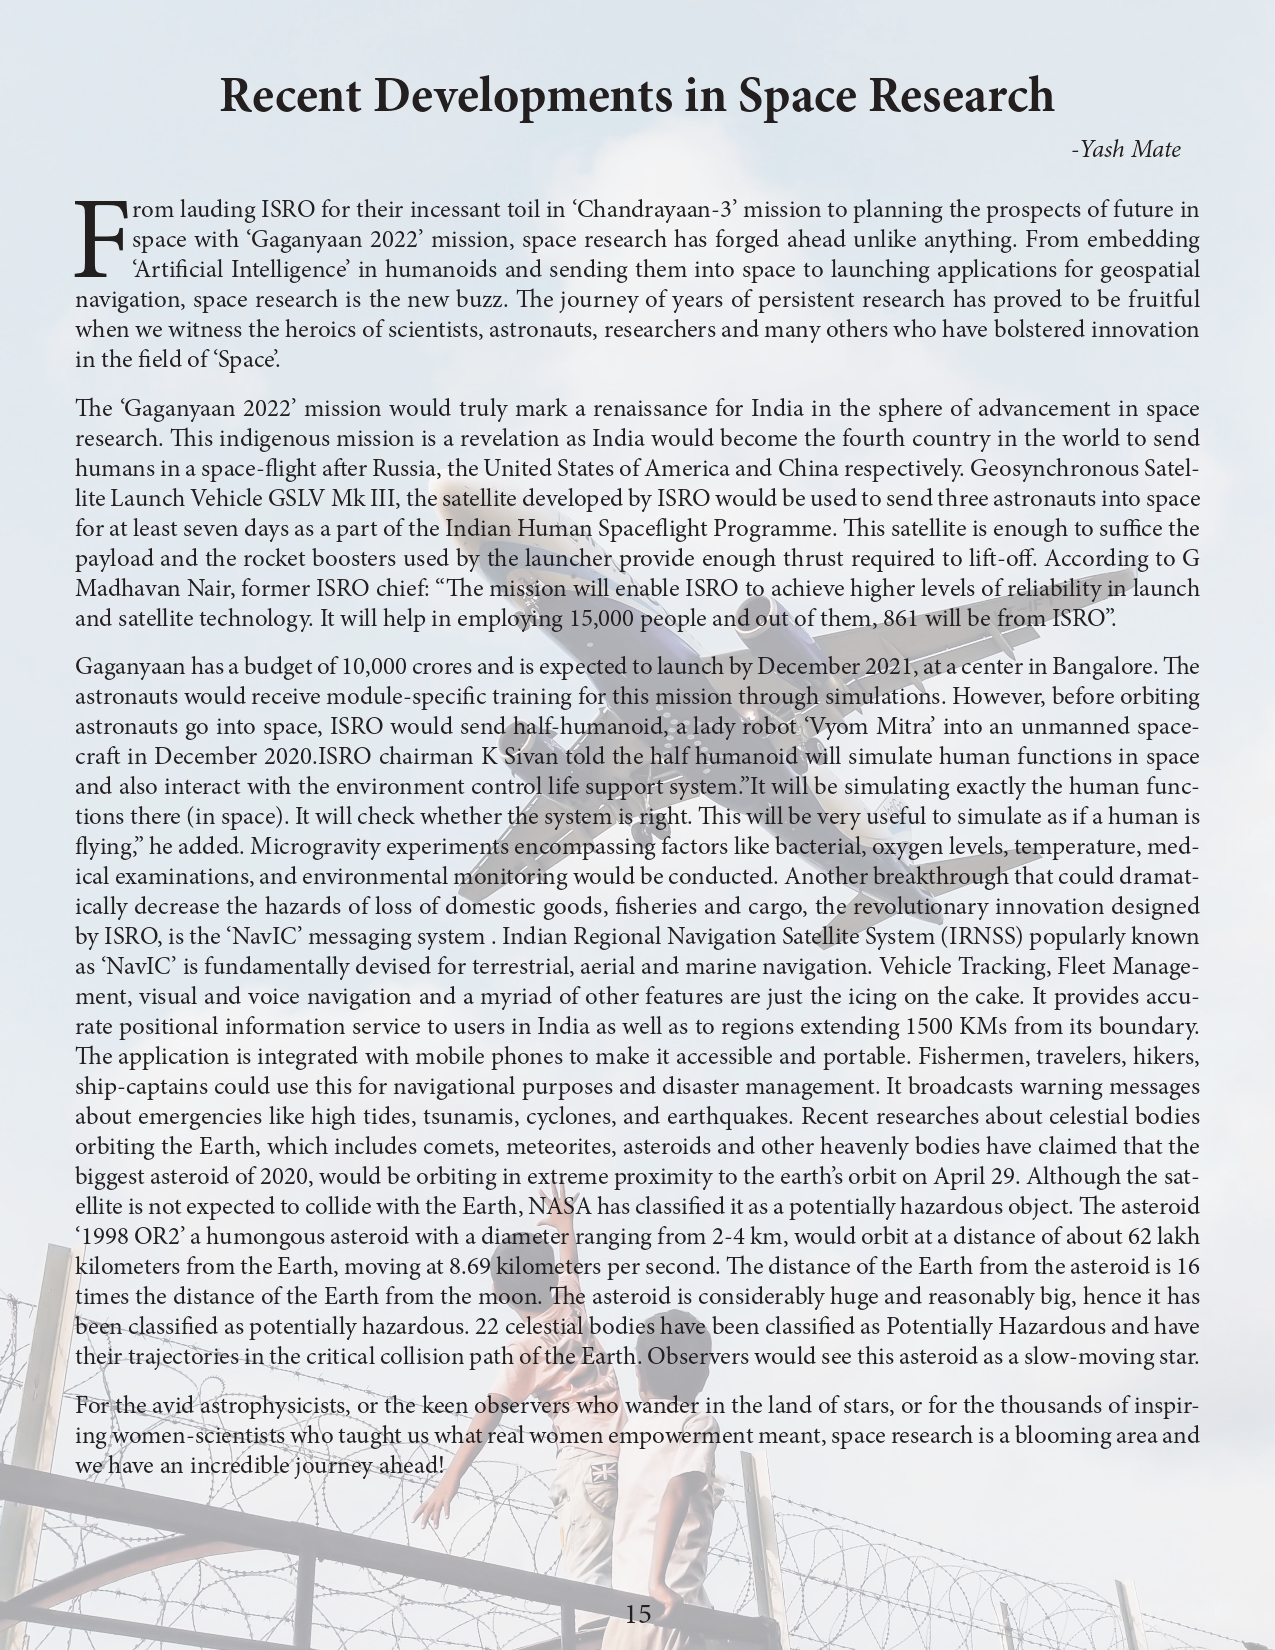 Recent Developments in Space Research
-Yash Mate
From lauding ISRO for their incessant toil in ‘Chandrayaan-3’ mission to planning the prospects of future in
space with ‘Gaganyaan 2022’ mission, space research has forged ahead unlike anything. From embedding
‘Artificial Intelligence’ in humanoids and sending them into space to launching applications for geospatial
navigation, space research is the new buzz. The journey of years of persistent research has proved to be fruitful
when we witness the heroics of scientists, astronauts, researchers and many others who have bolstered innovation
in the field of ‘Space’.
The ‘Gaganyaan 2022’ mission would truly mark a renaissance for India in the sphere of advancement in space
research. This indigenous mission is a revelation as India would become the fourth country in the world to send
humans in a space-flight after Russia, the United States of America and China respectively. Geosynchronous Satel-
lite Launch Vehicle GSLV Mk III, the satellite developed by ISRO would be used to send three astronauts into space
for at least seven days as a part of the Indian Human Spaceflight Programme. This satellite is enough to suffice the
payload and the rocket boosters used by the launcher provide enough thrust required to lift-off. According to G
Madhavan Nair, former ISRO chief: “The mission will enable ISRO to achieve higher levels of reliability in launch
and satellite technology. It will help in employing 15,000 people and out of them, 861 will be from ISRO”.
Gaganyaan has a budget of 10,000 crores and is expected to launch by December 2021, at a center in Bangalore. The
astronauts would receive module-specific training for this mission through simulations. However, before orbiting
astronauts go into space, ISRO would send half-humanoid, a lady robot ‘Vyom Mitra’ into an unmanned space-
craft in December 2020.ISRO chairman K Sivan told the half humanoid will simulate human functions in space
and also interact with the environment control life support system.”It will be simulating exactly the human func-
tions there (in space). It will check whether the system is right. This will be very useful to simulate as if a human is
flying,” he added. Microgravity experiments encompassing factors like bacterial, oxygen levels, temperature, med-
ical examinations, and environmental monitoring would be conducted. Another breakthrough that could dramat-
ically decrease the hazards of loss of domestic goods, fisheries and cargo, the revolutionary innovation designed
by ISRO, is the ‘NavIC’ messaging system . Indian Regional Navigation Satellite System (IRNSS) popularly known
as ‘NavIC’ is fundamentally devised for terrestrial, aerial and marine navigation. Vehicle Tracking, Fleet Manage-
ment, visual and voice navigation and a myriad of other features are just the icing on the cake. It provides accu-
rate positional information service to users in India as well as to regions extending 1500 KMs from its boundary.
The application is integrated with mobile phones to make it accessible and portable. Fishermen, travelers, hikers,
ship-captains could use this for navigational purposes and disaster management. It broadcasts warning messages
about emergencies like high tides, tsunamis, cyclones, and earthquakes. Recent researches about celestial bodies
orbiting the Earth, which includes comets, meteorites, asteroids and other heavenly bodies have claimed that the
biggest asteroid of 2020, would be orbiting in extreme proximity to the earth’s orbit on April 29. Although the sat-
ellite is not expected to collide with the Earth, NASA has classified it as a potentially hazardous object. The asteroid
‘1998 OR2’ a humongous asteroid with a diameter ranging from 2-4 km, would orbit at a distance of about 62 lakh
kilometers from the Earth, moving at 8.69 kilometers per second. The distance of the Earth from the asteroid is 16
times the distance of the Earth from the moon. The asteroid is considerably huge and reasonably big, hence it has
been classified as potentially hazardous. 22 celestial bodies have been classified as Potentially Hazardous and have
their trajectories in the critical collision path of the Earth. Observers would see this asteroid as a slow-moving star.
For the avid astrophysicists, or the keen observers who wander in the land of stars, or for the thousands of inspir-
ing women-scientists who taught us what real women empowerment meant, space research is a blooming area and
we have an incredible journey ahead!
15